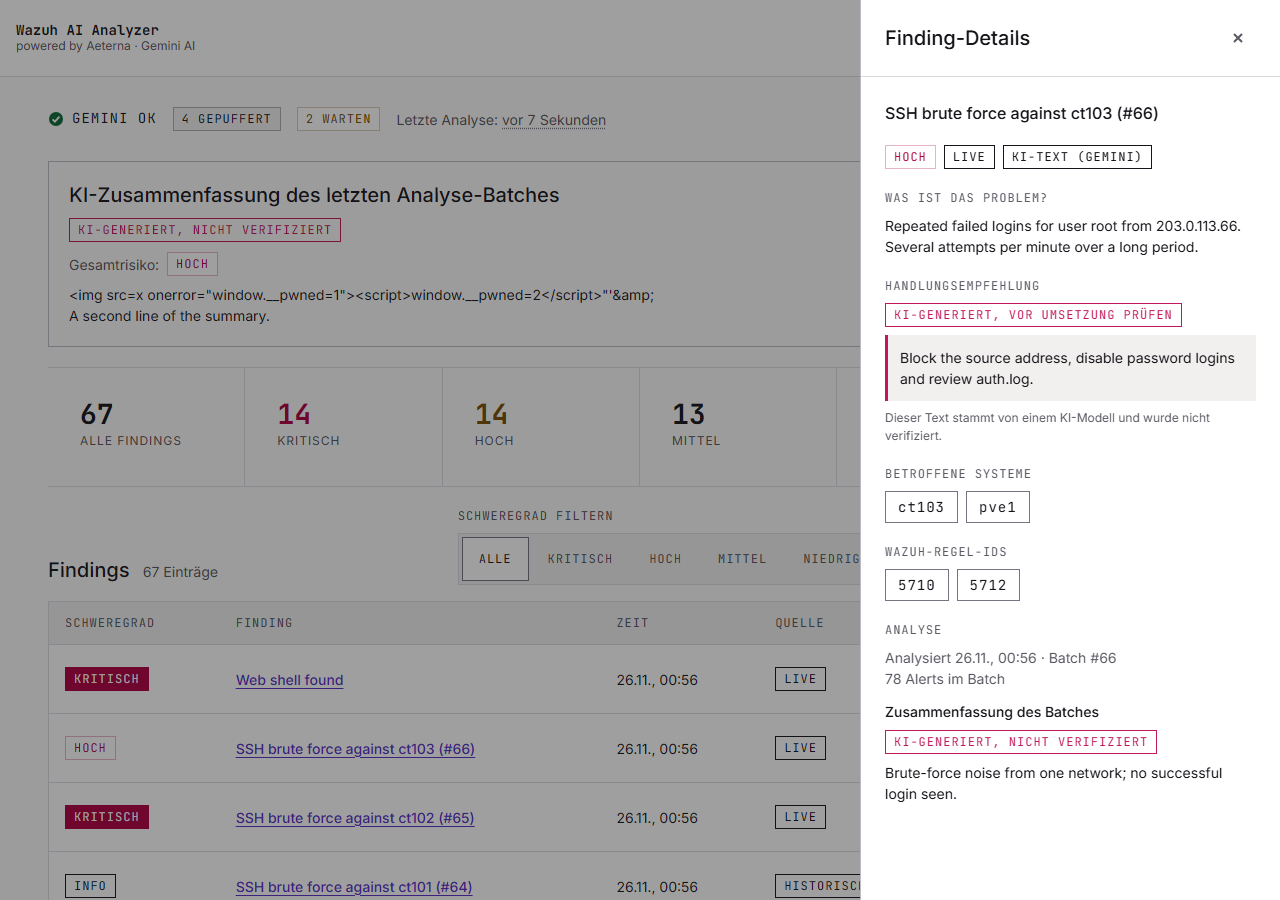 Wazuh AI Analyzer
powered by Aeterna · Gemini AI
GEMINI OK
4 GEPUFFERT
2 WARTEN
Letzte Analyse: vor 7 Sekunden
KI-Zusammenfassung des letzten Analyse-Batches
KI-GENERIERT, NICHT VERIFIZIERT
Gesamtrisiko: HOCH
<img src=x onerror="window.__pwned=1"><script>window.__pwned=2</script>"'&amp;
A second line of the summary.
67
ALLE FINDINGS
14
KRITISCH
14
HOCH
13
MITTEL
SCHWEREGRAD FILTERN
ALLE
KRITISCH
HOCH
MITTEL
NIEDRIG
Findings 67 Einträge
SCHWEREGRAD FINDING ZEIT QUELLE
KRITISCH Web shell found 26.11., 00:56 LIVE
HOCH SSH brute force against ct103 (#66) 26.11., 00:56 LIVE
KRITISCH SSH brute force against ct102 (#65) 26.11., 00:56 LIVE
INFO SSH brute force against ct101 (#64) 26.11., 00:56 HISTORISC
Finding-Details ×
SSH brute force against ct103 (#66)
HOCH LIVE KI-TEXT (GEMINI)
WAS IST DAS PROBLEM?
Repeated failed logins for user root from 203.0.113.66.
Several attempts per minute over a long period.
HANDLUNGSEMPFEHLUNG
KI-GENERIERT, VOR UMSETZUNG PRÜFEN
Block the source address, disable password logins
and review auth.log.
Dieser Text stammt von einem KI-Modell und wurde nicht
verifiziert.
BETROFFENE SYSTEME
ct103 pve1
WAZUH-REGEL-IDS
5710 5712
ANALYSE
Analysiert 26.11., 00:56 · Batch #66
78 Alerts im Batch
Zusammenfassung des Batches
KI-GENERIERT, NICHT VERIFIZIERT
Brute-force noise from one network; no successful
login seen.